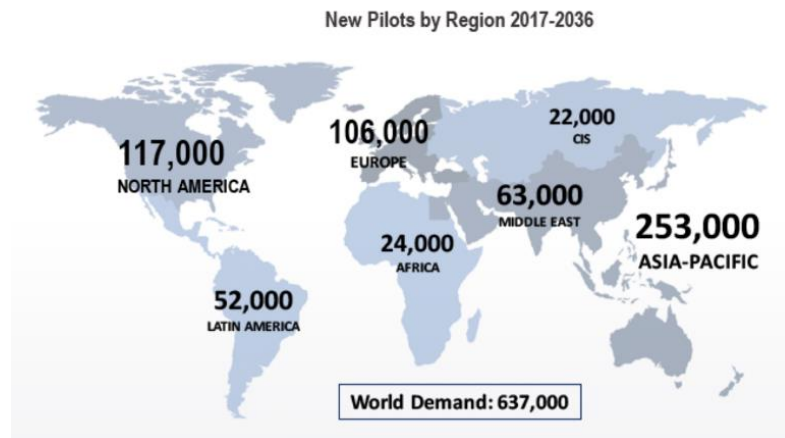 New Pilots by Region 2017-2036
117,000
NORTH AMERICA
106,000
EUROPE
22,000
CIS
63,000
MIDDLE EAST
253,000
ASIA-PACIFIC
24,000
AFRICA
52,000
LATIN AMERICA
World Demand: 637,000